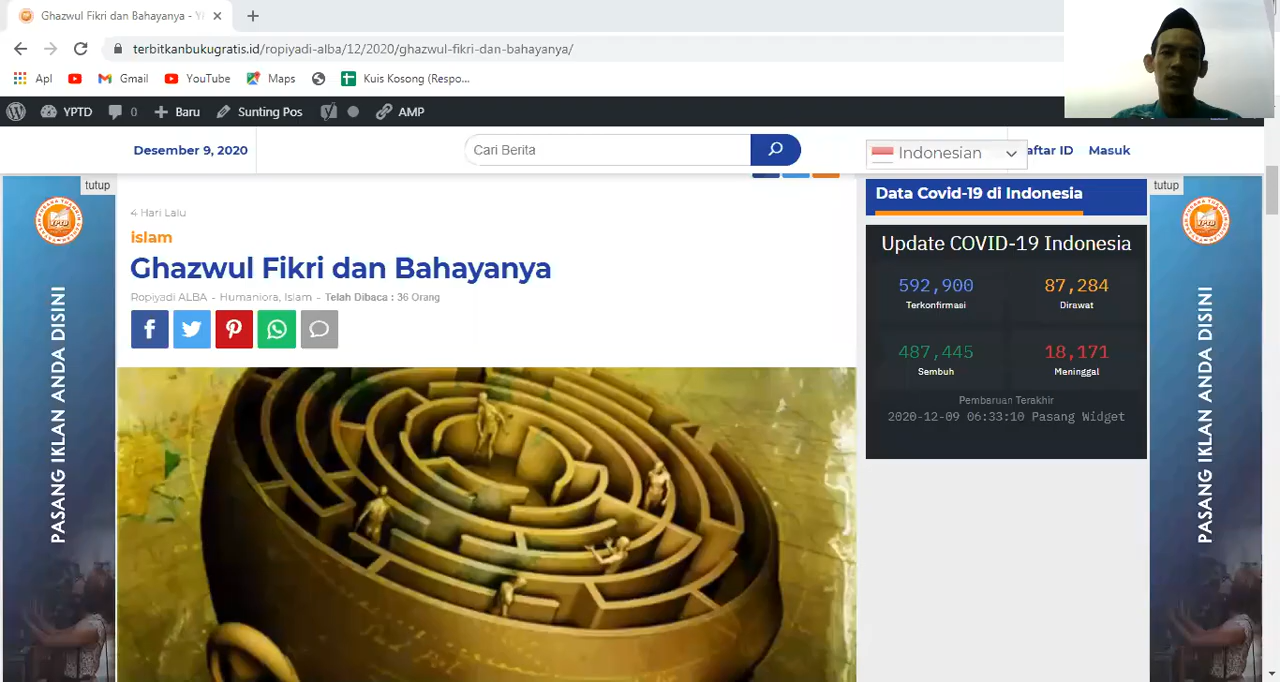 Ghazwul Fikri dan Bahayanya - Y
terbitkanbukugratis.id/ropiyadi-alba/12/2020/ghazwul-fikri-dan-bahayanya/
Apl Gmail YouTube Maps Kuis Kosong (Respo...
YPTD 0 Baru Sunting Pos AMP
Desember 9, 2020 Cari Berita Indonesian aftar ID Masuk
tutup
tutup
4 Hari Lalu
islam
Ghazwul Fikri dan Bahayanya
Ropiyadi ALBA - Humaniora, Islam - Telah Dibaca : 36 Orang
Data Covid-19 di Indonesia
Update COVID-19 Indonesia
592,900 87,284
Terkonfirmasi Dirawat
487,445 18,171
Sembuh Meninggal
Pembaruan Terakhir
2020-12-09 06:33:10 Pasang Widget
YPTD
PASANG IKLAN ANDA DISINI
YPTD
PASANG IKLAN ANDA DISINI